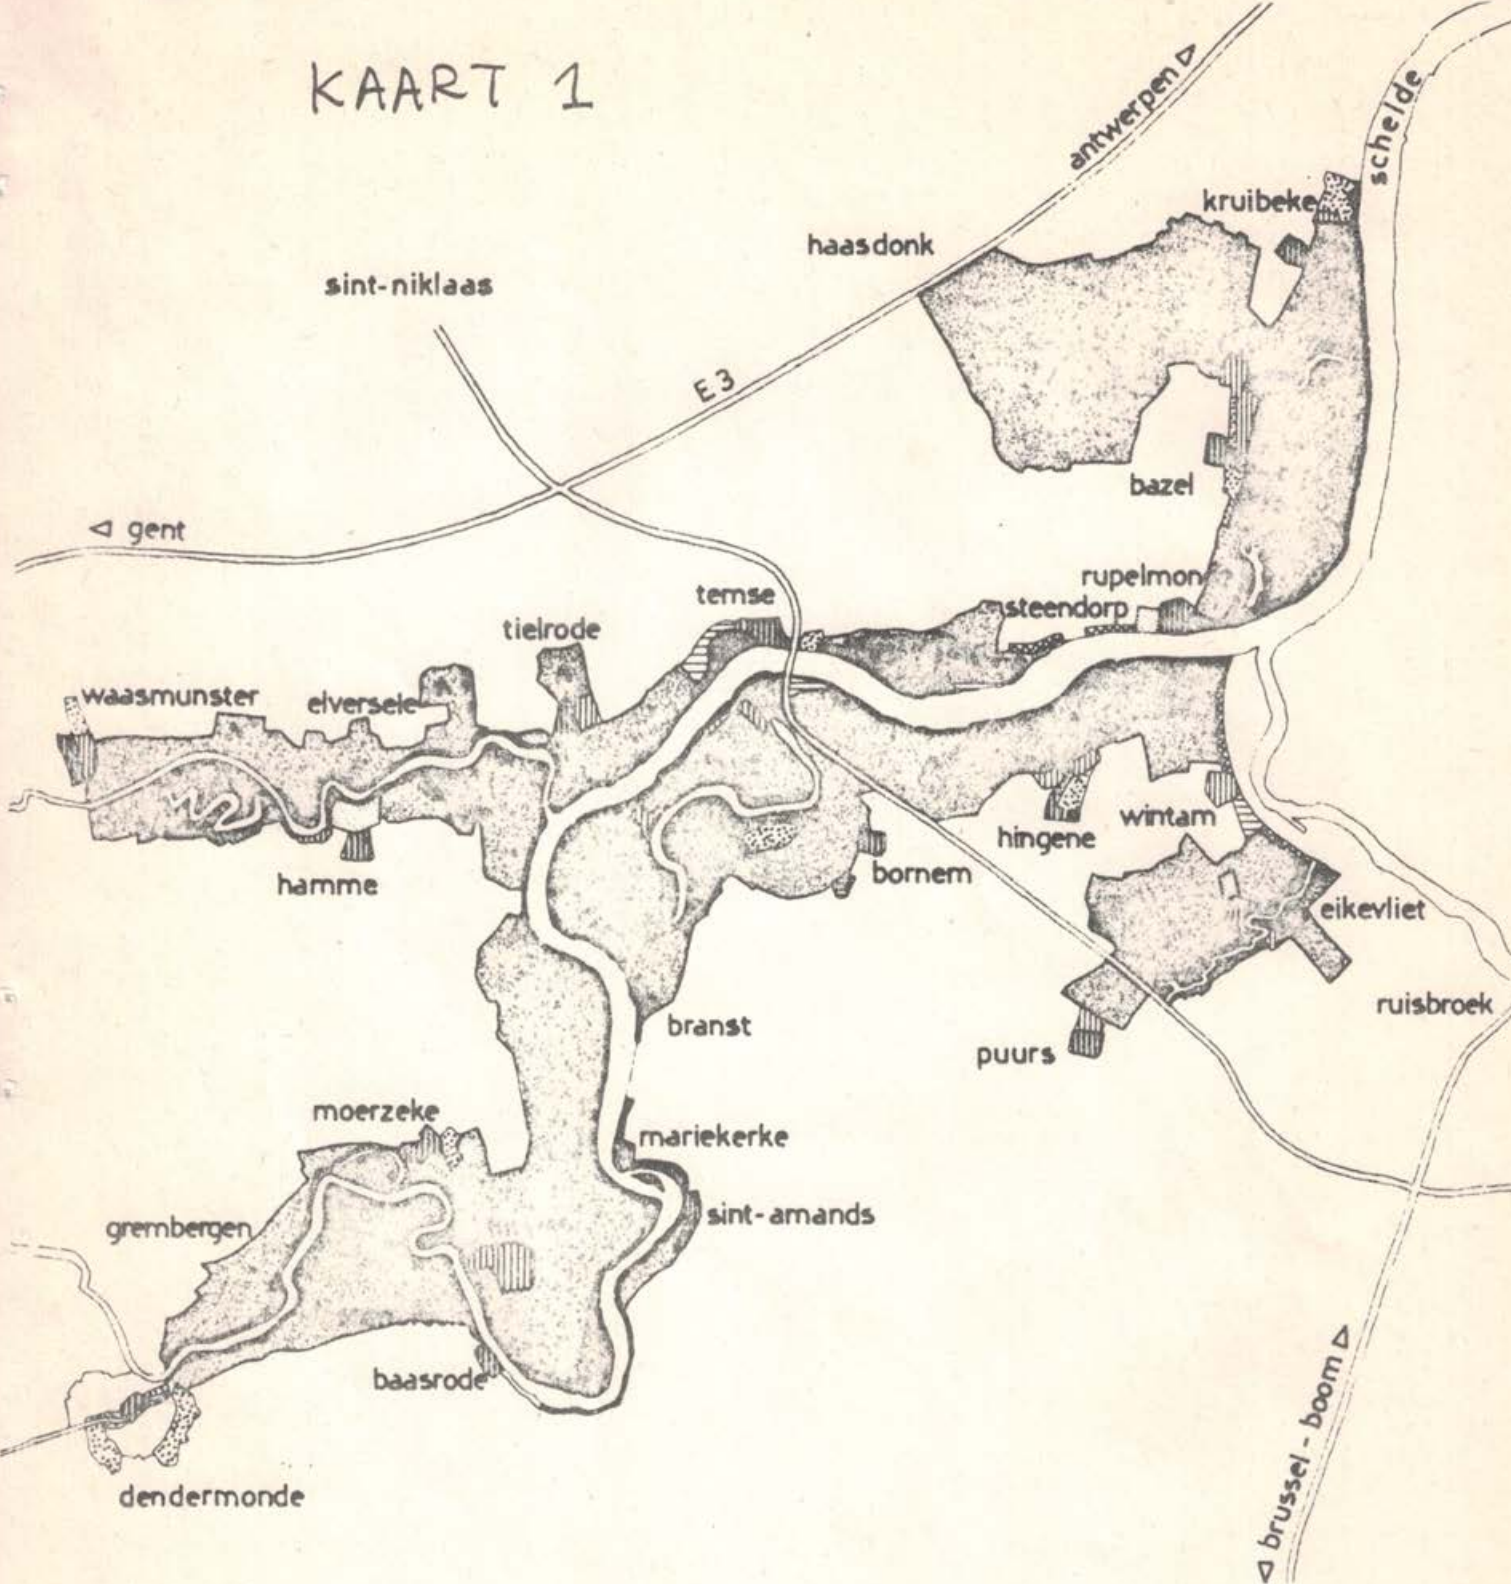 KAART 1
antwerpen
schelde
kruibeke
haasdonk
sint-niklaas
E3
bazel
gent
rupelmon
temse
steendorp
tielrode
waasmunster
elversele
wintam
hingene
hamme
bornem
eikevliet
ruisbroek
branst
puurs
moerzeke
mariekerke
sint-amands
grembergen
baasrode
brussel - boom
dendermonde